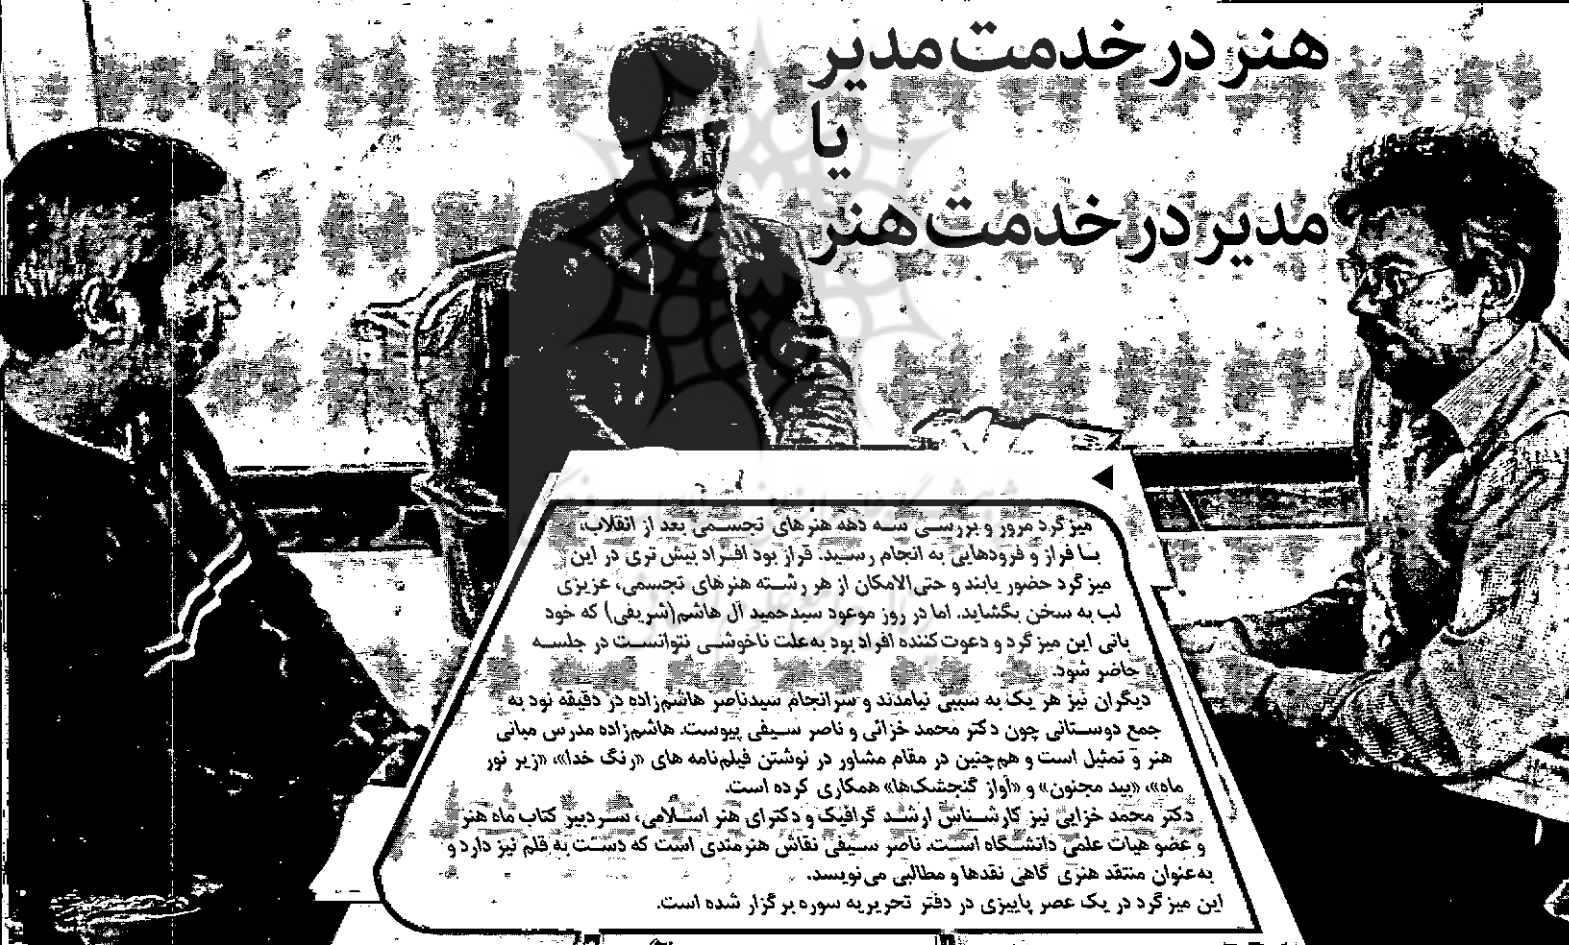 هنر در خدمت مدیر
یا
مدیر در خدمت هنر
میزگرد مرور و بررسی سه دهه هنرهای تجسمی بعد از انقلاب،
با فراز و فرودهایی به انجام رسید. قرار بود افراد بیش تری در این
میزگرد حضور یابند و حتی‌الامکان از هر رشته هنرهای تجسمی، عزیزی
لب به سخن بگشاید. اما در روز موعود سیدحمید آل هاشم(شریفی) که خود
بانی این میزگرد و دعوت‌کننده افراد بود به‌علت ناخوشی نتوانست در جلسه
حاضر شود.
دیگران نیز هر یک به سببی نیامدند و سرانجام سیدناصر هاشم‌زاده در دقیقه نود به
جمع دوستانی چون دکتر محمد خزائی و ناصر سیفی پیوست. هاشم‌زاده مدرس مبانی
هنر و تمثیل است و هم‌چنین در مقام مشاور در نوشتن فیلم‌نامه های «رنگ خدا»، «زیر نور
ماه»، «بید مجنون» و «آواز گنجشک‌ها» همکاری کرده است.
دکتر محمد خزایی نیز کارشناس ارشد گرافیک و دکترای هنر اسلامی، سردبیر کتاب ماه هنر
و عضو هیات علمی دانشگاه است. ناصر سیفی نقاش هنرمندی است که دست به قلم نیز دارد و
به‌عنوان منتقد هنری گاهی نقدها و مطالبی می‌نویسد.
این میزگرد در یک عصر پاییزی در دفتر تحریریه سوره برگزار شده است.